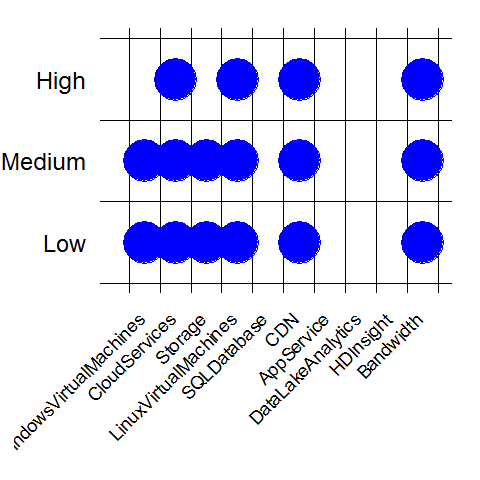 High
Medium
Low
ndowsVirtualMachines
CloudServices
Storage
LinuxVirtualMachines
SQLDatabase
CDN
AppService
DataLakeAnalytics
HDInsight
Bandwidth